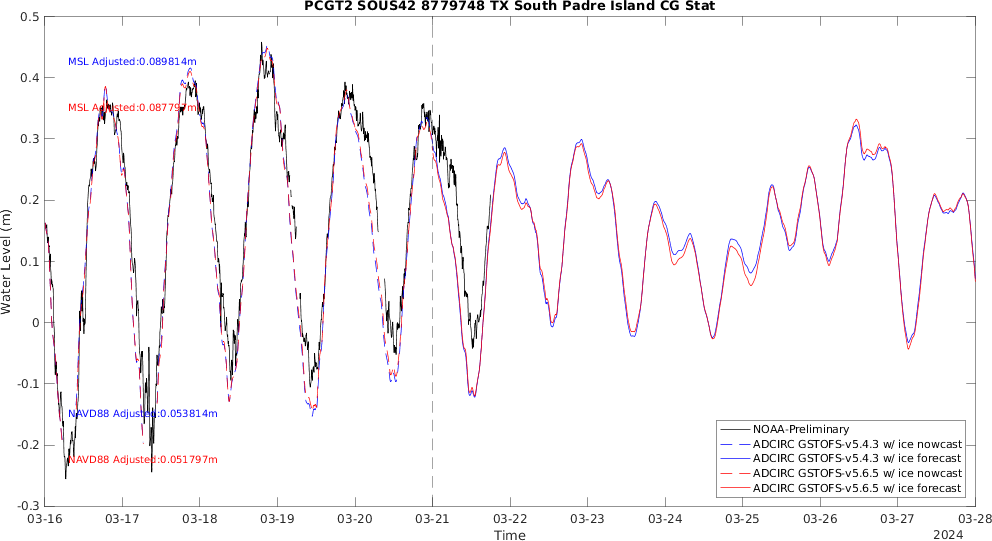 PCGT2 SOUS42 8779748 TX South Padre Island CG Stat
0.5
0.4
0.3
0.2
0.1
0
-0.1
-0.2
-0.3
Water Level (m)
MSL Adjusted:0.089814m
MSL Adjusted:0.087797m
NAVD88 Adjusted:0.053814m
NAVD88 Adjusted:0.051797m
NOAA-Preliminary
ADCIRC GSTOFS-v5.4.3 w/ ice nowcast
ADCIRC GSTOFS-v5.4.3 w/ ice forecast
ADCIRC GSTOFS-v5.6.5 w/ ice nowcast
ADCIRC GSTOFS-v5.6.5 w/ ice forecast
03-16 03-17 03-18 03-19 03-20 03-21 03-22 03-23 03-24 03-25 03-26 03-27 03-28
Time
2024